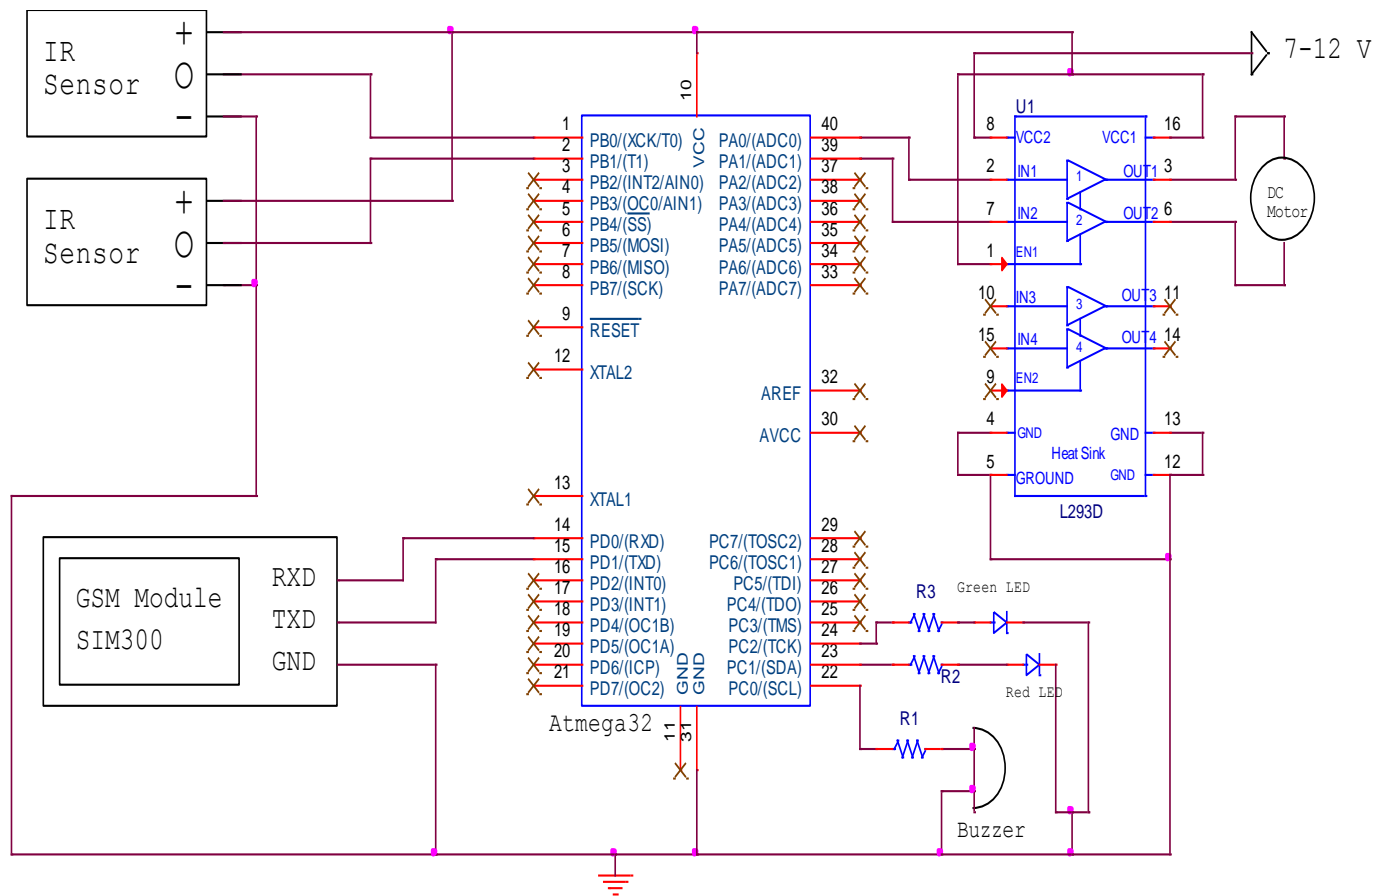 IR
Sensor
+
O
-
IR
Sensor
+
O
-
GSM Module
SIM300
RXD
TXD
GND
10
VCC
1 PB0/(XCK/T0)
2 PB1/(T1)
3 PB2/(INT2/AIN0)
4 PB3/(OC0/AIN1)
5 PB4/(SS)
6 PB5/(MOSI)
7 PB6/(MISO)
8 PB7/(SCK)
9 RESET
12 XTAL2
13 XTAL1
14 PD0/(RXD)
15 PD1/(TXD)
16 PD2/(INT0)
17 PD3/(INT1)
18 PD4/(OC1B)
19 PD5/(OC1A)
20 PD6/(ICP)
21 PD7/(OC2)
PA0/(ADC0) 40
PA1/(ADC1) 39
PA2/(ADC2) 37
PA3/(ADC3) 38
PA4/(ADC4) 36
PA5/(ADC5) 35
PA6/(ADC6) 34
PA7/(ADC7) 33
AREF 32
AVCC 30
PC7/(TOSC2) 29
PC6/(TOSC1) 28
PC5/(TDI) 27
PC4/(TDO) 26
PC3/(TMS) 25
PC2/(TCK) 24
PC1/(SDA) 23
PC0/(SCL) 22
GND
GND
11
31
Atmega32
7-12 V
U1
8 VCC2
VCC1 16
2 IN1
1
OUT1 3
7 IN2
2
OUT2 6
1 EN1
10 IN3
3
OUT3 11
15 IN4
4
OUT4 14
9 EN2
4 GND
GND 13
Heat Sink
5 GROUND
GND 12
L293D
DC
Motor
R3
Green LED
R2
Red LED
R1
Buzzer